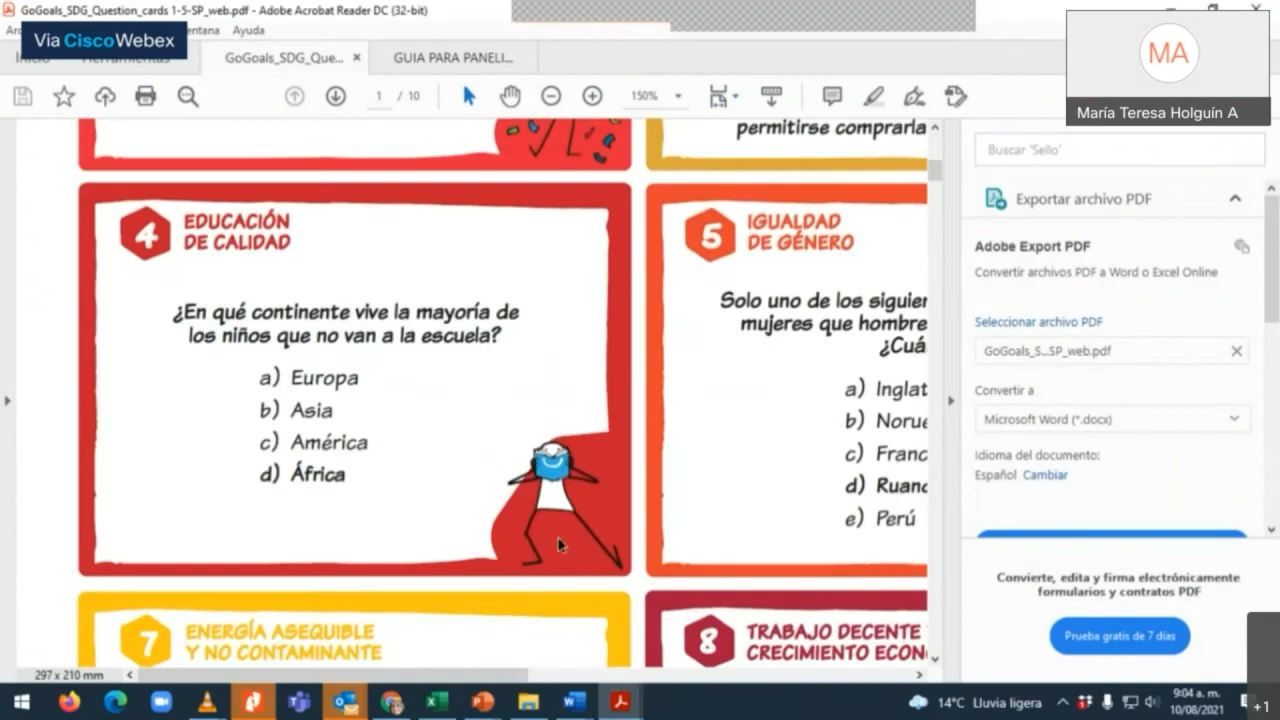 GoGoals_SDG_Question_cards 1-5-SP_web.pdf - Adobe Acrobat Reader DC (32-bit)
Ayuda
Via Cisco Webex
GoGoals_SDG_Que... ×
GUIA PARA PANELI...
1 / 10
150%
MA
María Teresa Holguín A
permitirse comprarla
4 EDUCACIÓN
DE CALIDAD
¿En qué continente vive la mayoría de
los niños que no van a la escuela?
a) Europa
b) Asia
c) América
d) África
5 IGUALDAD
DE GÉNERO
Solo uno de los siguien
mujeres que hombre
¿Cuá
a) Inglat
b) Norue
c) Franc
d) Ruand
e) Perú
7 ENERGÍA ASEQUIBLE
Y NO CONTAMINANTE
8 TRABAJO DECENTE Y
CRECIMIENTO ECON
297 x 210 mm
Buscar 'Sello'
Exportar archivo PDF
Adobe Export PDF
Convertir archivos PDF a Word o Excel Online
Seleccionar archivo PDF
GoGoals_S...SP_web.pdf
Convertir a
Microsoft Word (*.docx)
Idioma del documento:
Español Cambiar
Convierte, edita y firma electrónicamente
formularios y contratos PDF
Prueba gratis de 7 días
14°C Lluvia ligera
9:04 a. m.
10/08/2021
+1